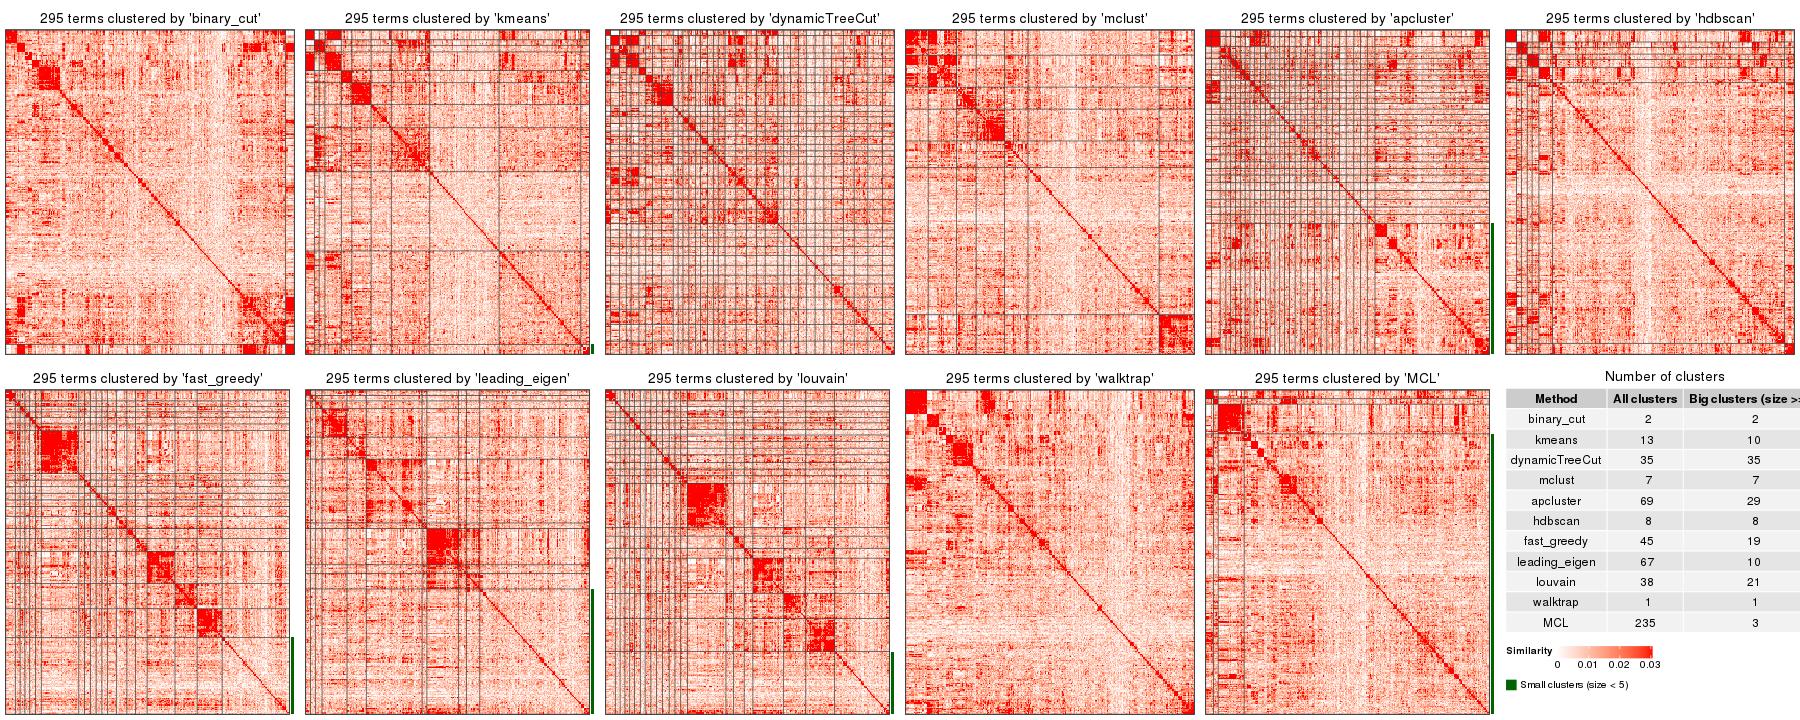 295 terms clustered by 'binary_cut'
295 terms clustered by 'kmeans'
295 terms clustered by 'dynamicTreeCut'
295 terms clustered by 'mclust'
295 terms clustered by 'apcluster'
295 terms clustered by 'hdbscan'
295 terms clustered by 'fast_greedy'
295 terms clustered by 'leading_eigen'
295 terms clustered by 'louvain'
295 terms clustered by 'walktrap'
295 terms clustered by 'MCL'
Number of clusters
Method All clusters Big clusters (size >=
binary_cut 2 2
kmeans 13 10
dynamicTreeCut 35 35
mclust 7 7
apcluster 69 29
hdbscan 8 8
fast_greedy 45 19
leading_eigen 67 10
louvain 38 21
walktrap 1 1
MCL 235 3
Similarity
0 0.01 0.02 0.03
Small clusters (size < 5)